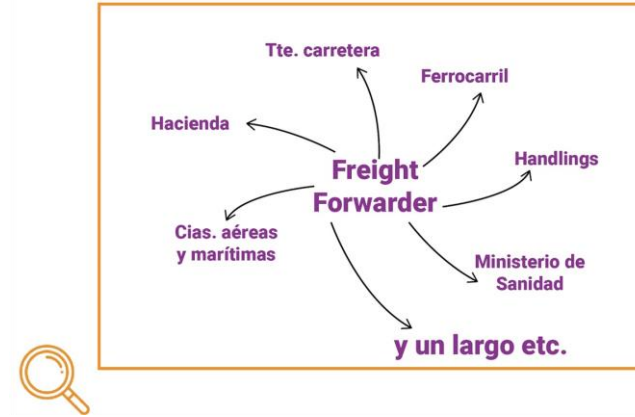 Tte. carretera
Ferrocarril
Hacienda
Handlings
Freight
Forwarder
Cias. aéreas
y marítimas
Ministerio de
Sanidad
y un largo etc.